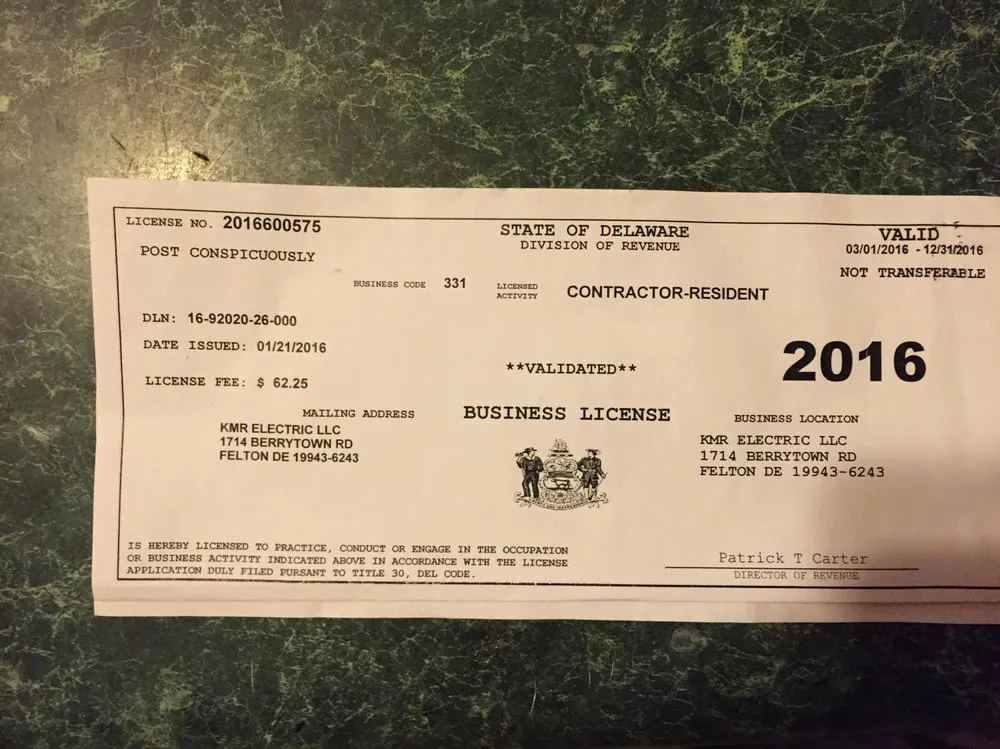 LICENSE NO. 2016600575
POST CONSPICUOUSLY
STATE OF DELAWARE
DIVISION OF REVENUE
VALID
03/01/2016 - 12/31/2016
NOT TRANSFERABLE
BUSINESS CODE 331
LICENSED
ACTIVITY
CONTRACTOR-RESIDENT
DLN: 16-92020-26-000
DATE ISSUED: 01/21/2016
LICENSE FEE: $ 62.25
**VALIDATED**
2016
MAILING ADDRESS
KMR ELECTRIC LLC
1714 BERRYTOWN RD
FELTON DE 19943-6243
BUSINESS LICENSE
BUSINESS LOCATION
KMR ELECTRIC LLC
1714 BERRYTOWN RD
FELTON DE 19943-6243
IS HEREBY LICENSED TO PRACTICE, CONDUCT OR ENGAGE IN THE OCCUPATION
OR BUSINESS ACTIVITY INDICATED ABOVE IN ACCORDANCE WITH THE LICENSE
APPLICATION DULY FILED PURSUANT TO TITLE 30, DEL CODE.
Patrick T Carter
DIRECTOR OF REVENUE